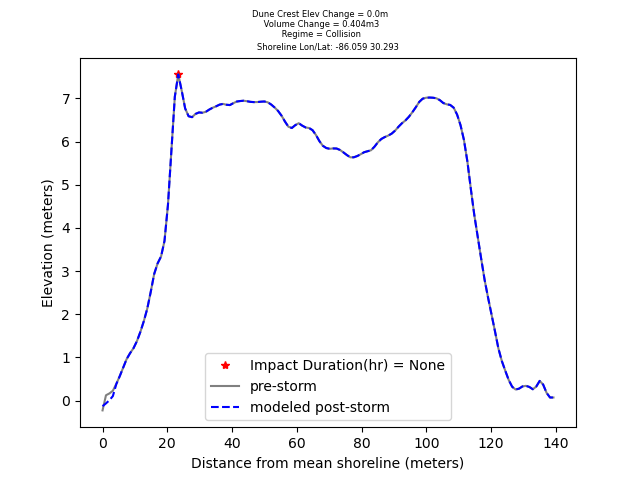 Dune Crest Elev Change = 0.0m
Volume Change = 0.404m3
Regime = Collision
Shoreline Lon/Lat: -86.059 30.293
7
6
5
4
3
2
1
0
Elevation (meters)
Impact Duration(hr) = None
pre-storm
modeled post-storm
0 20 40 60 80 100 120 140
Distance from mean shoreline (meters)